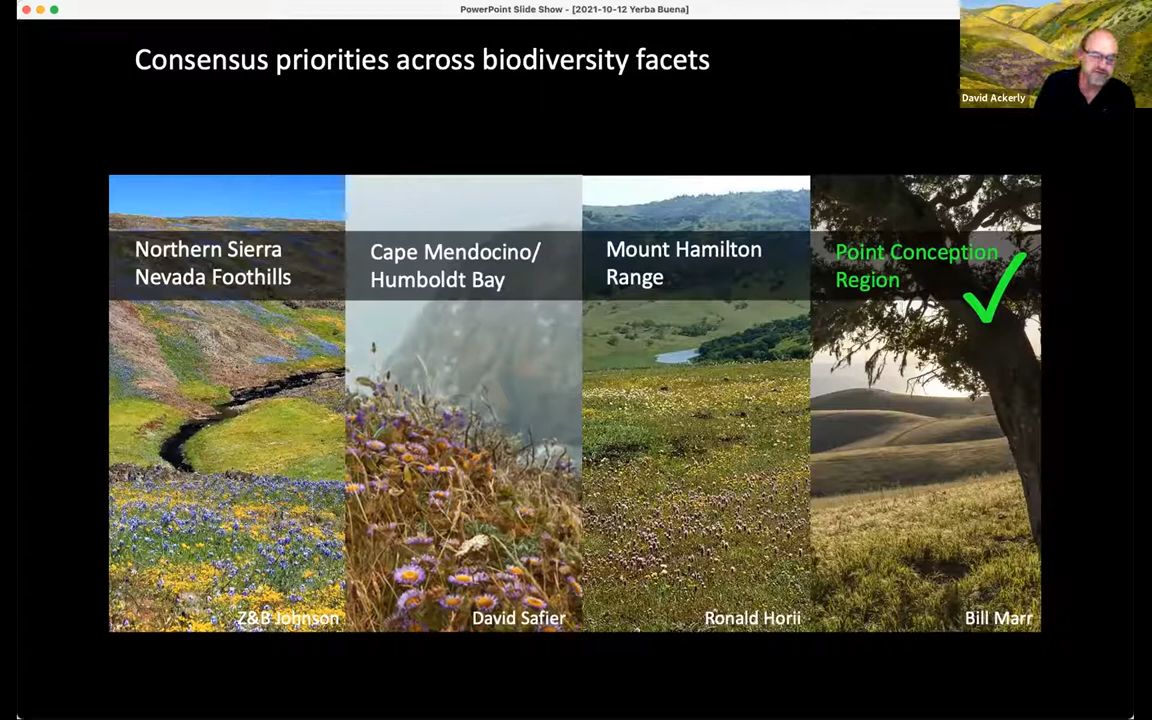 PowerPoint Slide Show - [2021-10-12 Yerba Buena]
Consensus priorities across biodiversity facets
David Ackerly
Northern Sierra
Nevada Foothills
Cape Mendocino/
Humboldt Bay
Mount Hamilton
Range
Point Conception
Region
Z&B Johnson
David Safier
Ronald Horii
Bill Marr